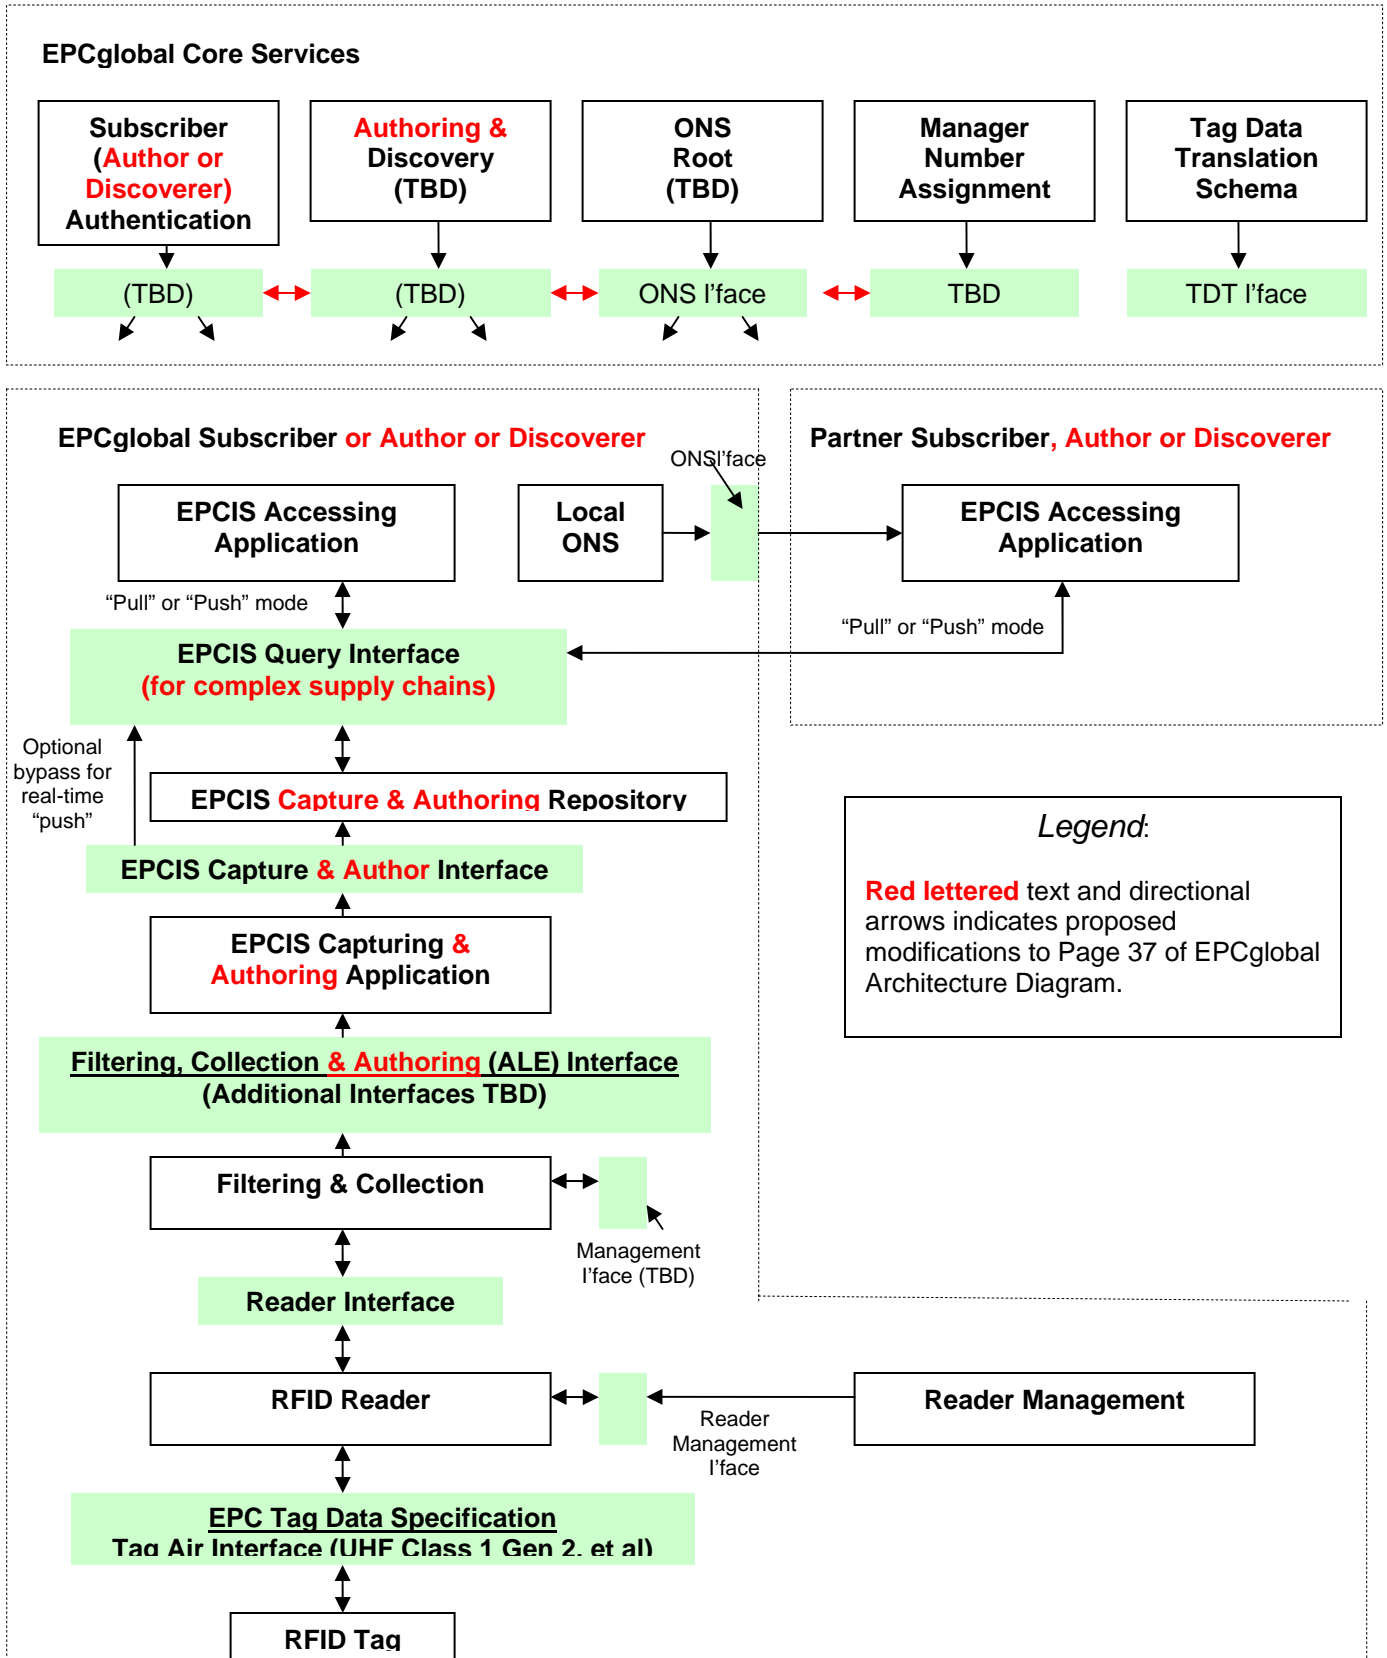 EPCglobal Core Services
Subscriber
(Author or
Discoverer)
Authentication
Authoring &
Discovery
(TBD)
ONS
Root
(TBD)
Manager
Number
Assignment
Tag Data
Translation
Schema
(TBD)
(TBD)
ONS I'face
TBD
TDT I'face
EPCglobal Subscriber or Author or Discoverer
Partner Subscriber, Author or Discoverer
ONSI'face
EPCIS Accessing
Application
Local
ONS
EPCIS Accessing
Application
“Pull” or “Push” mode
“Pull” or “Push” mode
EPCIS Query Interface
(for complex supply chains)
Optional
bypass for
real-time
“push”
EPCIS Capture & Authoring Repository
EPCIS Capture & Author Interface
EPCIS Capturing &
Authoring Application
Legend:
Red lettered text and directional
arrows indicates proposed
modifications to Page 37 of EPCglobal
Architecture Diagram.
Filtering, Collection & Authoring (ALE) Interface
(Additional Interfaces TBD)
Filtering & Collection
Management
I'face (TBD)
Reader Interface
RFID Reader
Reader
Management
I'face
Reader Management
EPC Tag Data Specification
Tag Air Interface (UHF Class 1 Gen 2, et al)
RFID Tag